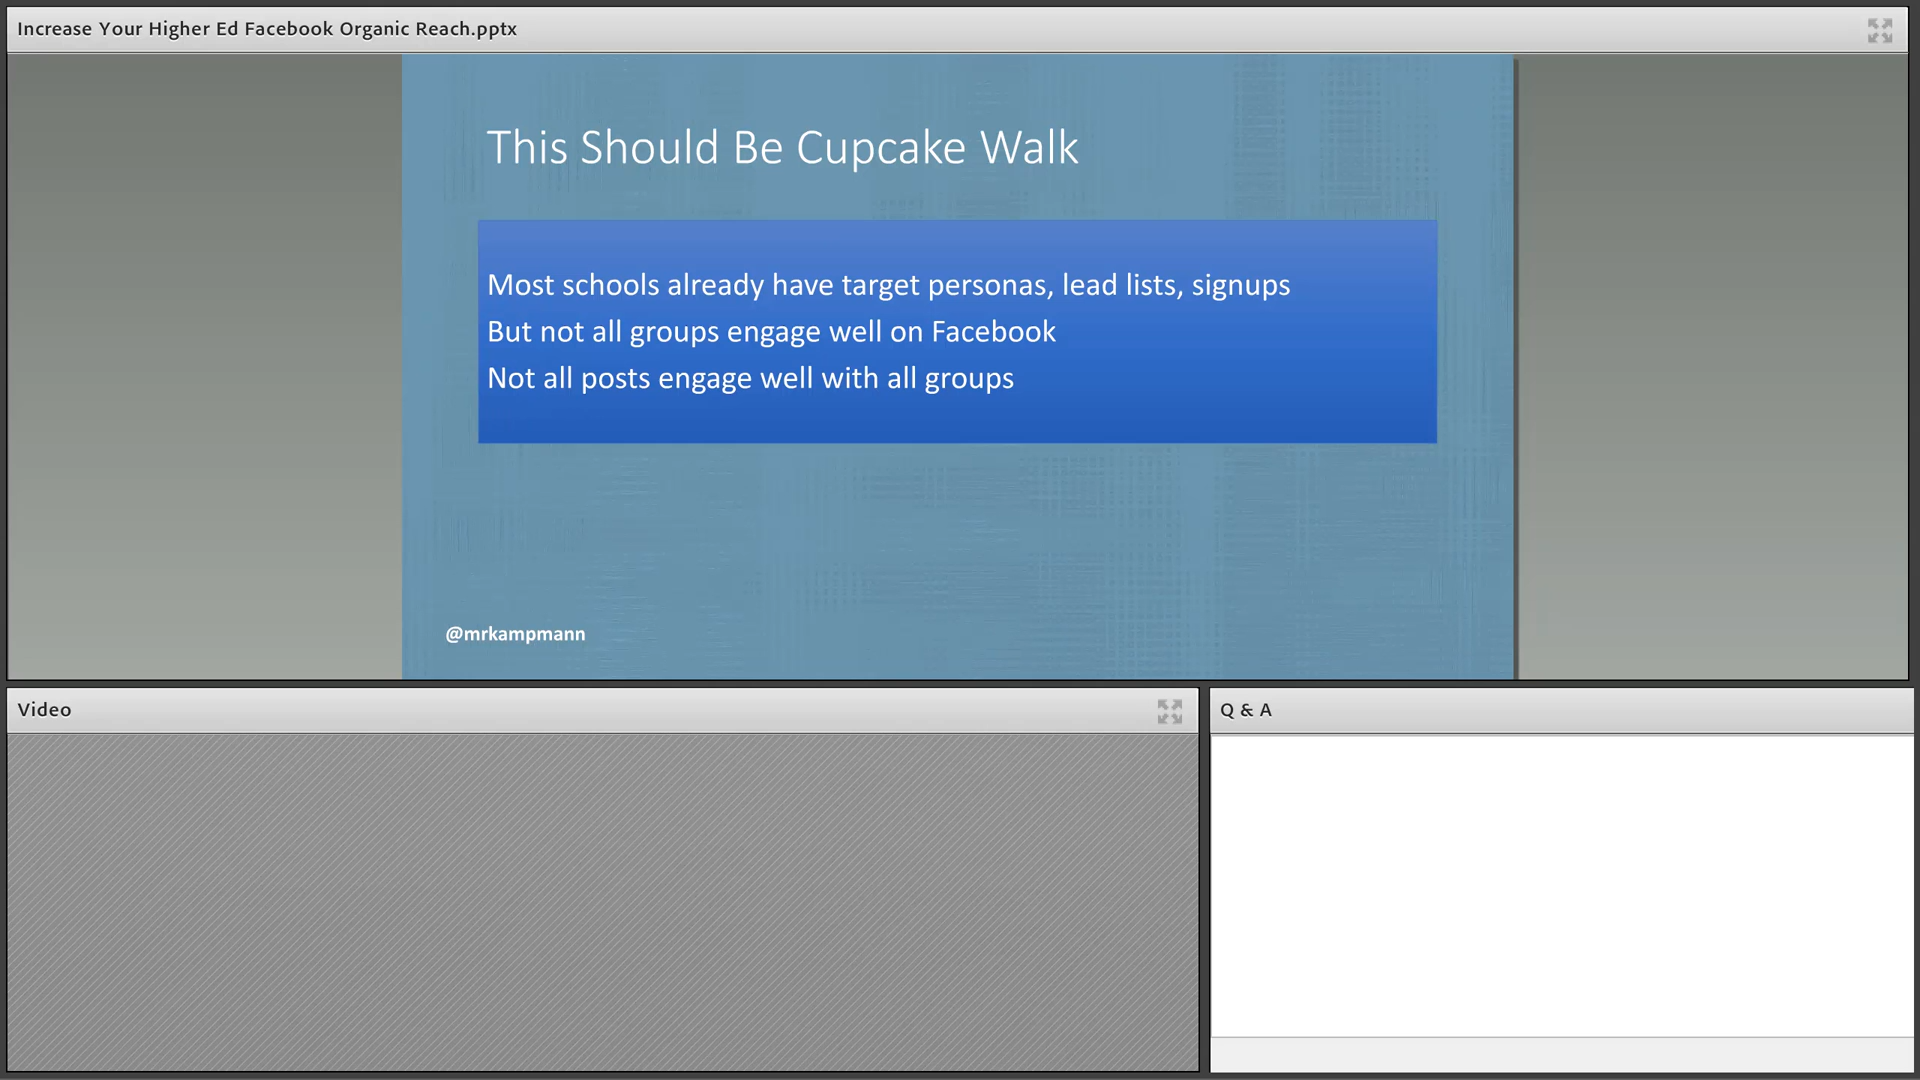 Increase Your Higher Ed Facebook Organic Reach.pptx
This Should Be Cupcake Walk
Most schools already have target personas, lead lists, signups
But not all groups engage well on Facebook
Not all posts engage well with all groups
@mrkampmann
Video
Q & A